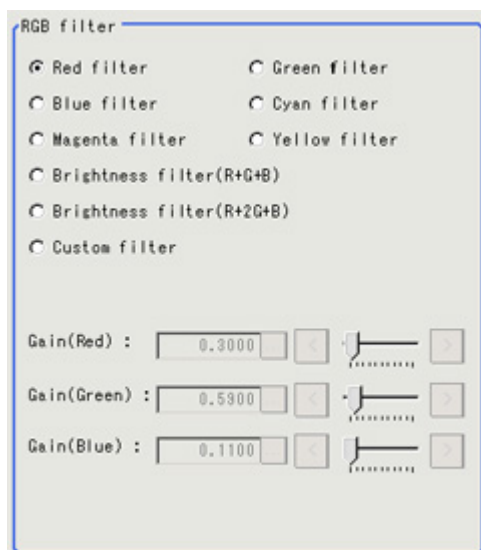 RGB filter
Red filter Green filter
Blue filter Cyan filter
Magenta filter Yellow filter
Brightness filter(R+G+B)
Brightness filter(R+2G+B)
Custom filter
Gain(Red) : 0.3000 < >
Gain(Green) : 0.5900 < >
Gain(Blue) : 0.1100 < >